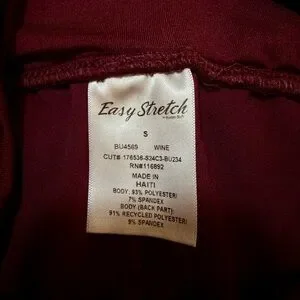 Easy Stretch
S
BU4569 WINE
CUT# 176536-S24C3-BU234
RN#116892
MADE IN
HAITI
BODY: 93% POLYESTER/
7% SPANDEX
BODY (BACK PART):
91% RECYCLED POLYESTER/
9% SPANDEX